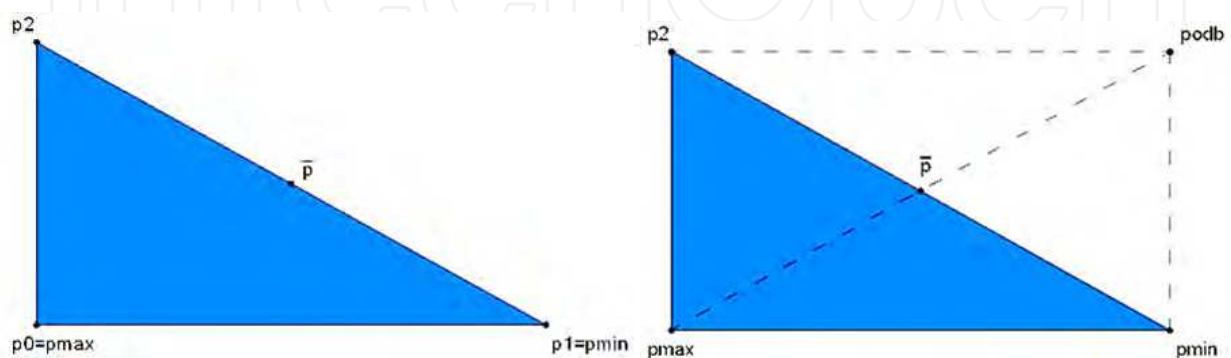 p2
p̅
p0=pmax
p1=pmin
p2
podb
p̅
pmax
pmin